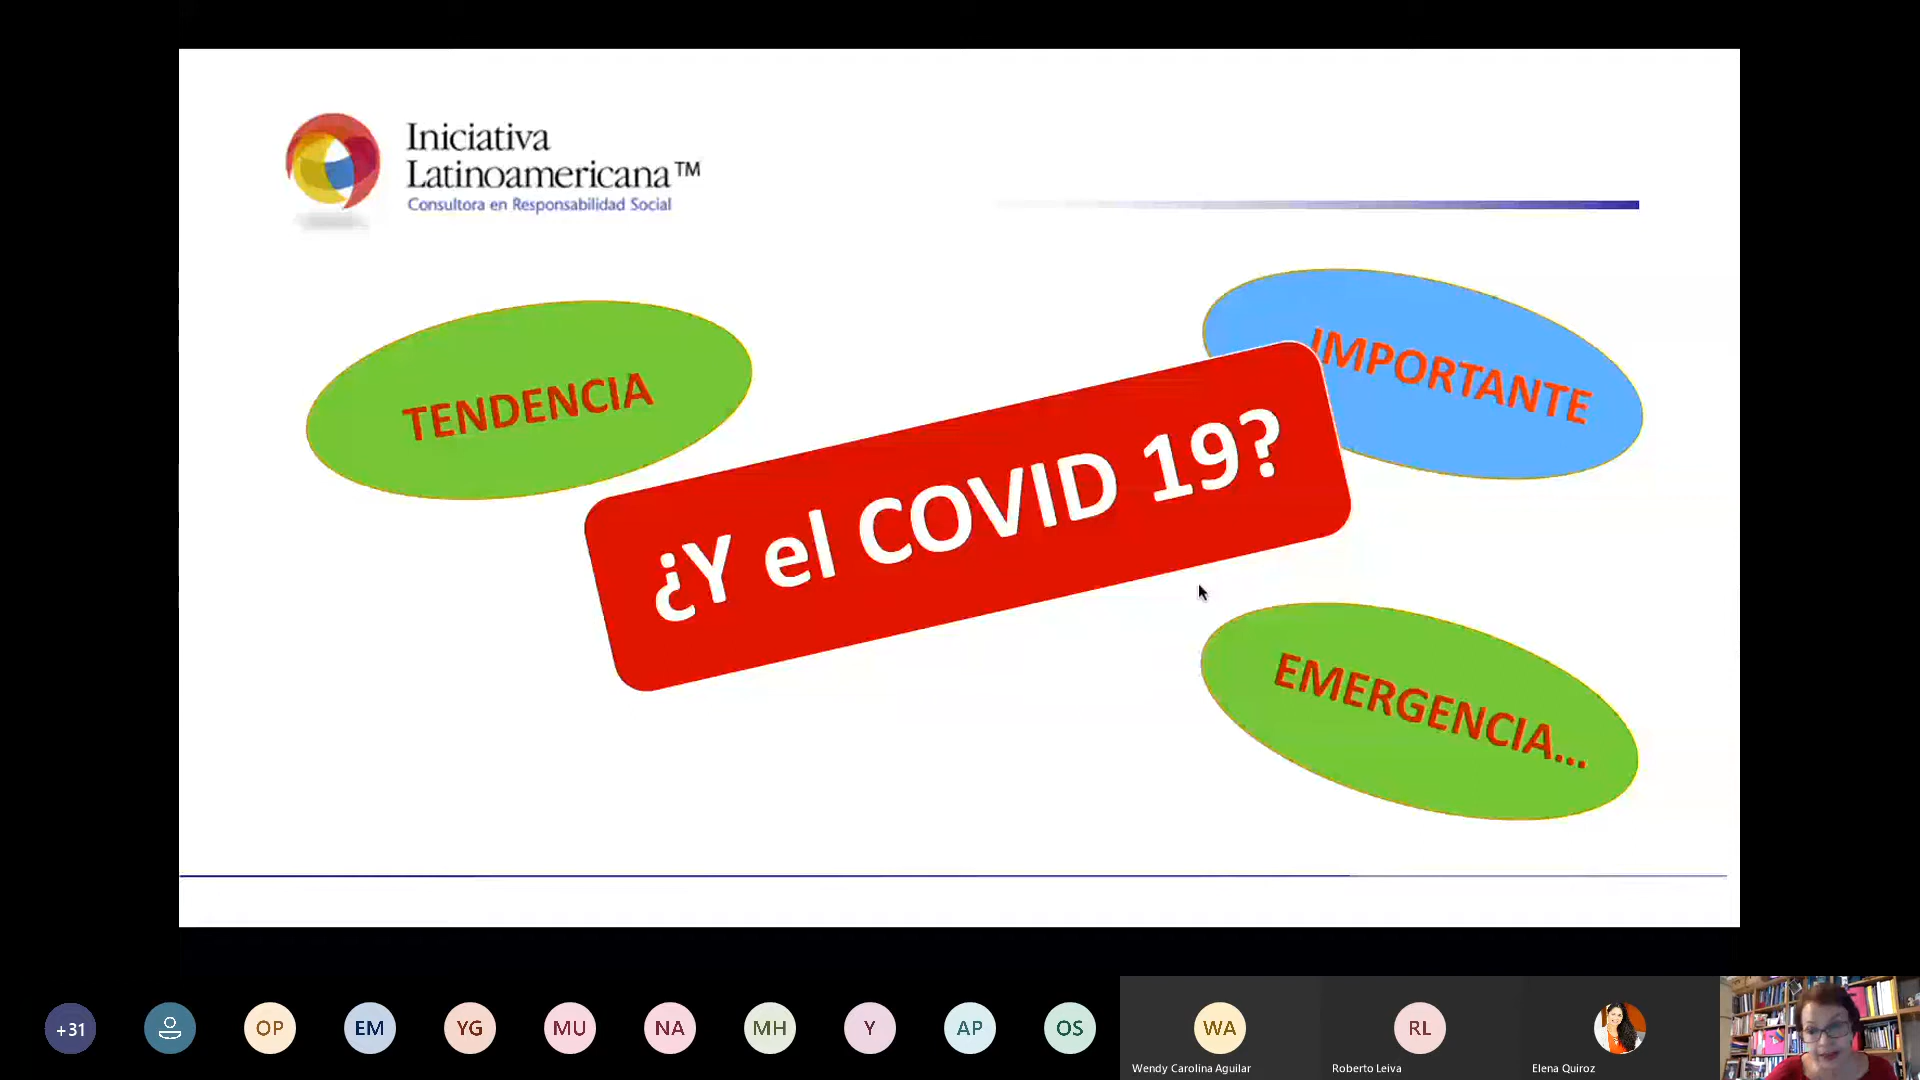 Iniciativa
Latinoamericana™
Consultora en Responsabilidad Social
TENDENCIA
IMPORTANTE
¿Y el COVID 19?
EMERGENCIA...
+31
OP
EM
YG
MU
NA
MH
Y
AP
OS
WA
RL
Wendy Carolina Aguilar
Roberto Leiva
Elena Quiroz